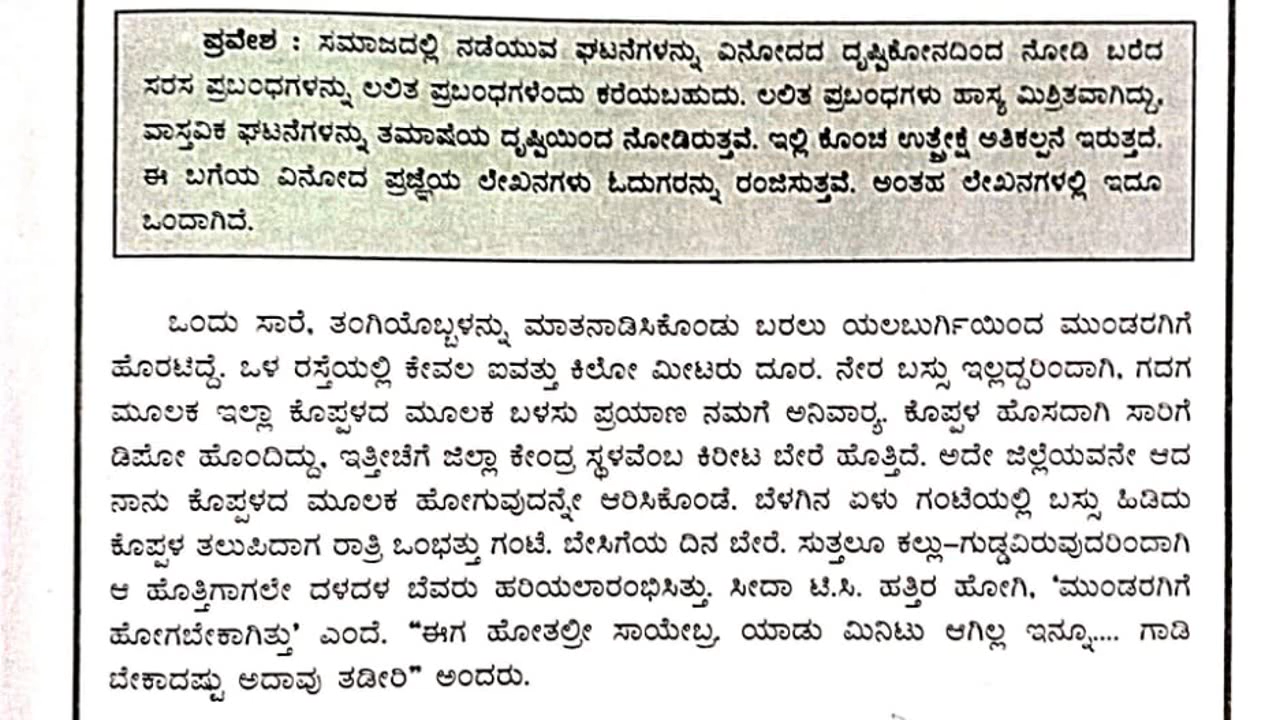 ಪ್ರವೇಶ : ಸಮಾಜದಲ್ಲಿ ನಡೆಯುವ ಘಟನೆಗಳನ್ನು ವಿನೋದದ ದೃಷ್ಟಿಕೋನದಿಂದ ನೋಡಿ ಬರೆದ
ಸರಸ ಪ್ರಬಂಧಗಳನ್ನು ಲಲಿತ ಪ್ರಬಂಧಗಳೆಂದು ಕರೆಯಬಹುದು. ಲಲಿತ ಪ್ರಬಂಧಗಳು ಹಾಸ್ಯ ಮಿಶ್ರಿತವಾಗಿದ್ದು,
ವಾಸ್ತವಿಕ ಘಟನೆಗಳನ್ನು ತಮಾಷೆಯ ದೃಷ್ಟಿಯಿಂದ ನೋಡಿರುತ್ತವೆ. ಇಲ್ಲಿ ಕೊಂಚ ಉತ್ಪ್ರೇಕ್ಷೆ ಅತಿಕಲ್ಪನೆ ಇರುತ್ತದೆ.
ಈ ಬಗೆಯ ವಿನೋದ ಪ್ರಜ್ಞೆಯ ಲೇಖನಗಳು ಓದುಗರನ್ನು ರಂಜಿಸುತ್ತವೆ. ಅಂತಹ ಲೇಖನಗಳಲ್ಲಿ ಇದೂ
ಒಂದಾಗಿದೆ.
ಒಂದು ಸಾರೆ, ತಂಗಿಯೊಬ್ಬಳನ್ನು ಮಾತನಾಡಿಸಿಕೊಂಡು ಬರಲು ಯಲಬುರ್ಗಿಯಿಂದ ಮುಂಡರಗಿಗೆ
ಹೊರಟಿದ್ದೆ. ಒಳ ರಸ್ತೆಯಲ್ಲಿ ಕೇವಲ ಐವತ್ತು ಕಿಲೋ ಮೀಟರು ದೂರ. ನೇರ ಬಸ್ಸು ಇಲ್ಲದ್ದರಿಂದಾಗಿ, ಗದಗ
ಮೂಲಕ ಇಲ್ಲಾ ಕೊಪ್ಪಳದ ಮೂಲಕ ಬಳಸು ಪ್ರಯಾಣ ನಮಗೆ ಅನಿವಾರ‍್ಯ. ಕೊಪ್ಪಳ ಹೊಸದಾಗಿ ಸಾರಿಗೆ
ಡಿಪೋ ಹೊಂದಿದ್ದು, ಇತ್ತೀಚೆಗೆ ಜಿಲ್ಲಾ ಕೇಂದ್ರ ಸ್ಥಳವೆಂಬ ಕಿರೀಟ ಬೇರೆ ಹೊತ್ತಿದೆ. ಅದೇ ಜಿಲ್ಲೆಯವನೇ ಆದ
ನಾನು ಕೊಪ್ಪಳದ ಮೂಲಕ ಹೋಗುವುದನ್ನೇ ಆರಿಸಿಕೊಂಡೆ. ಬೆಳಗಿನ ಏಳು ಗಂಟೆಯಲ್ಲಿ ಬಸ್ಸು ಹಿಡಿದು
ಕೊಪ್ಪಳ ತಲುಪಿದಾಗ ರಾತ್ರಿ ಒಂಭತ್ತು ಗಂಟೆ. ಬೇಸಿಗೆಯ ದಿನ ಬೇರೆ. ಸುತ್ತಲೂ ಕಲ್ಲು-ಗುಡ್ಡವಿರುವುದರಿಂದಾಗಿ
ಆ ಹೊತ್ತಿಗಾಗಲೇ ದಳದಳ ಬೆವರು ಹರಿಯಲಾರಂಭಿಸಿತ್ತು. ಸೀದಾ ಟಿ.ಸಿ. ಹತ್ತಿರ ಹೋಗಿ, ‘ಮುಂಡರಗಿಗೆ
ಹೋಗಬೇಕಾಗಿತ್ತು’ ಎಂದೆ. “ಈಗ ಹೋತಲ್ರೀ ಸಾಯೇಬ್ರ, ಯಾಡು ಮಿನಿಟು ಆಗಿಲ್ಲ ಇನ್ನೂ.... ಗಾಡಿ
ಬೇಕಾದಷ್ಟು ಅದಾವು ತಡೀರಿ” ಅಂದರು.